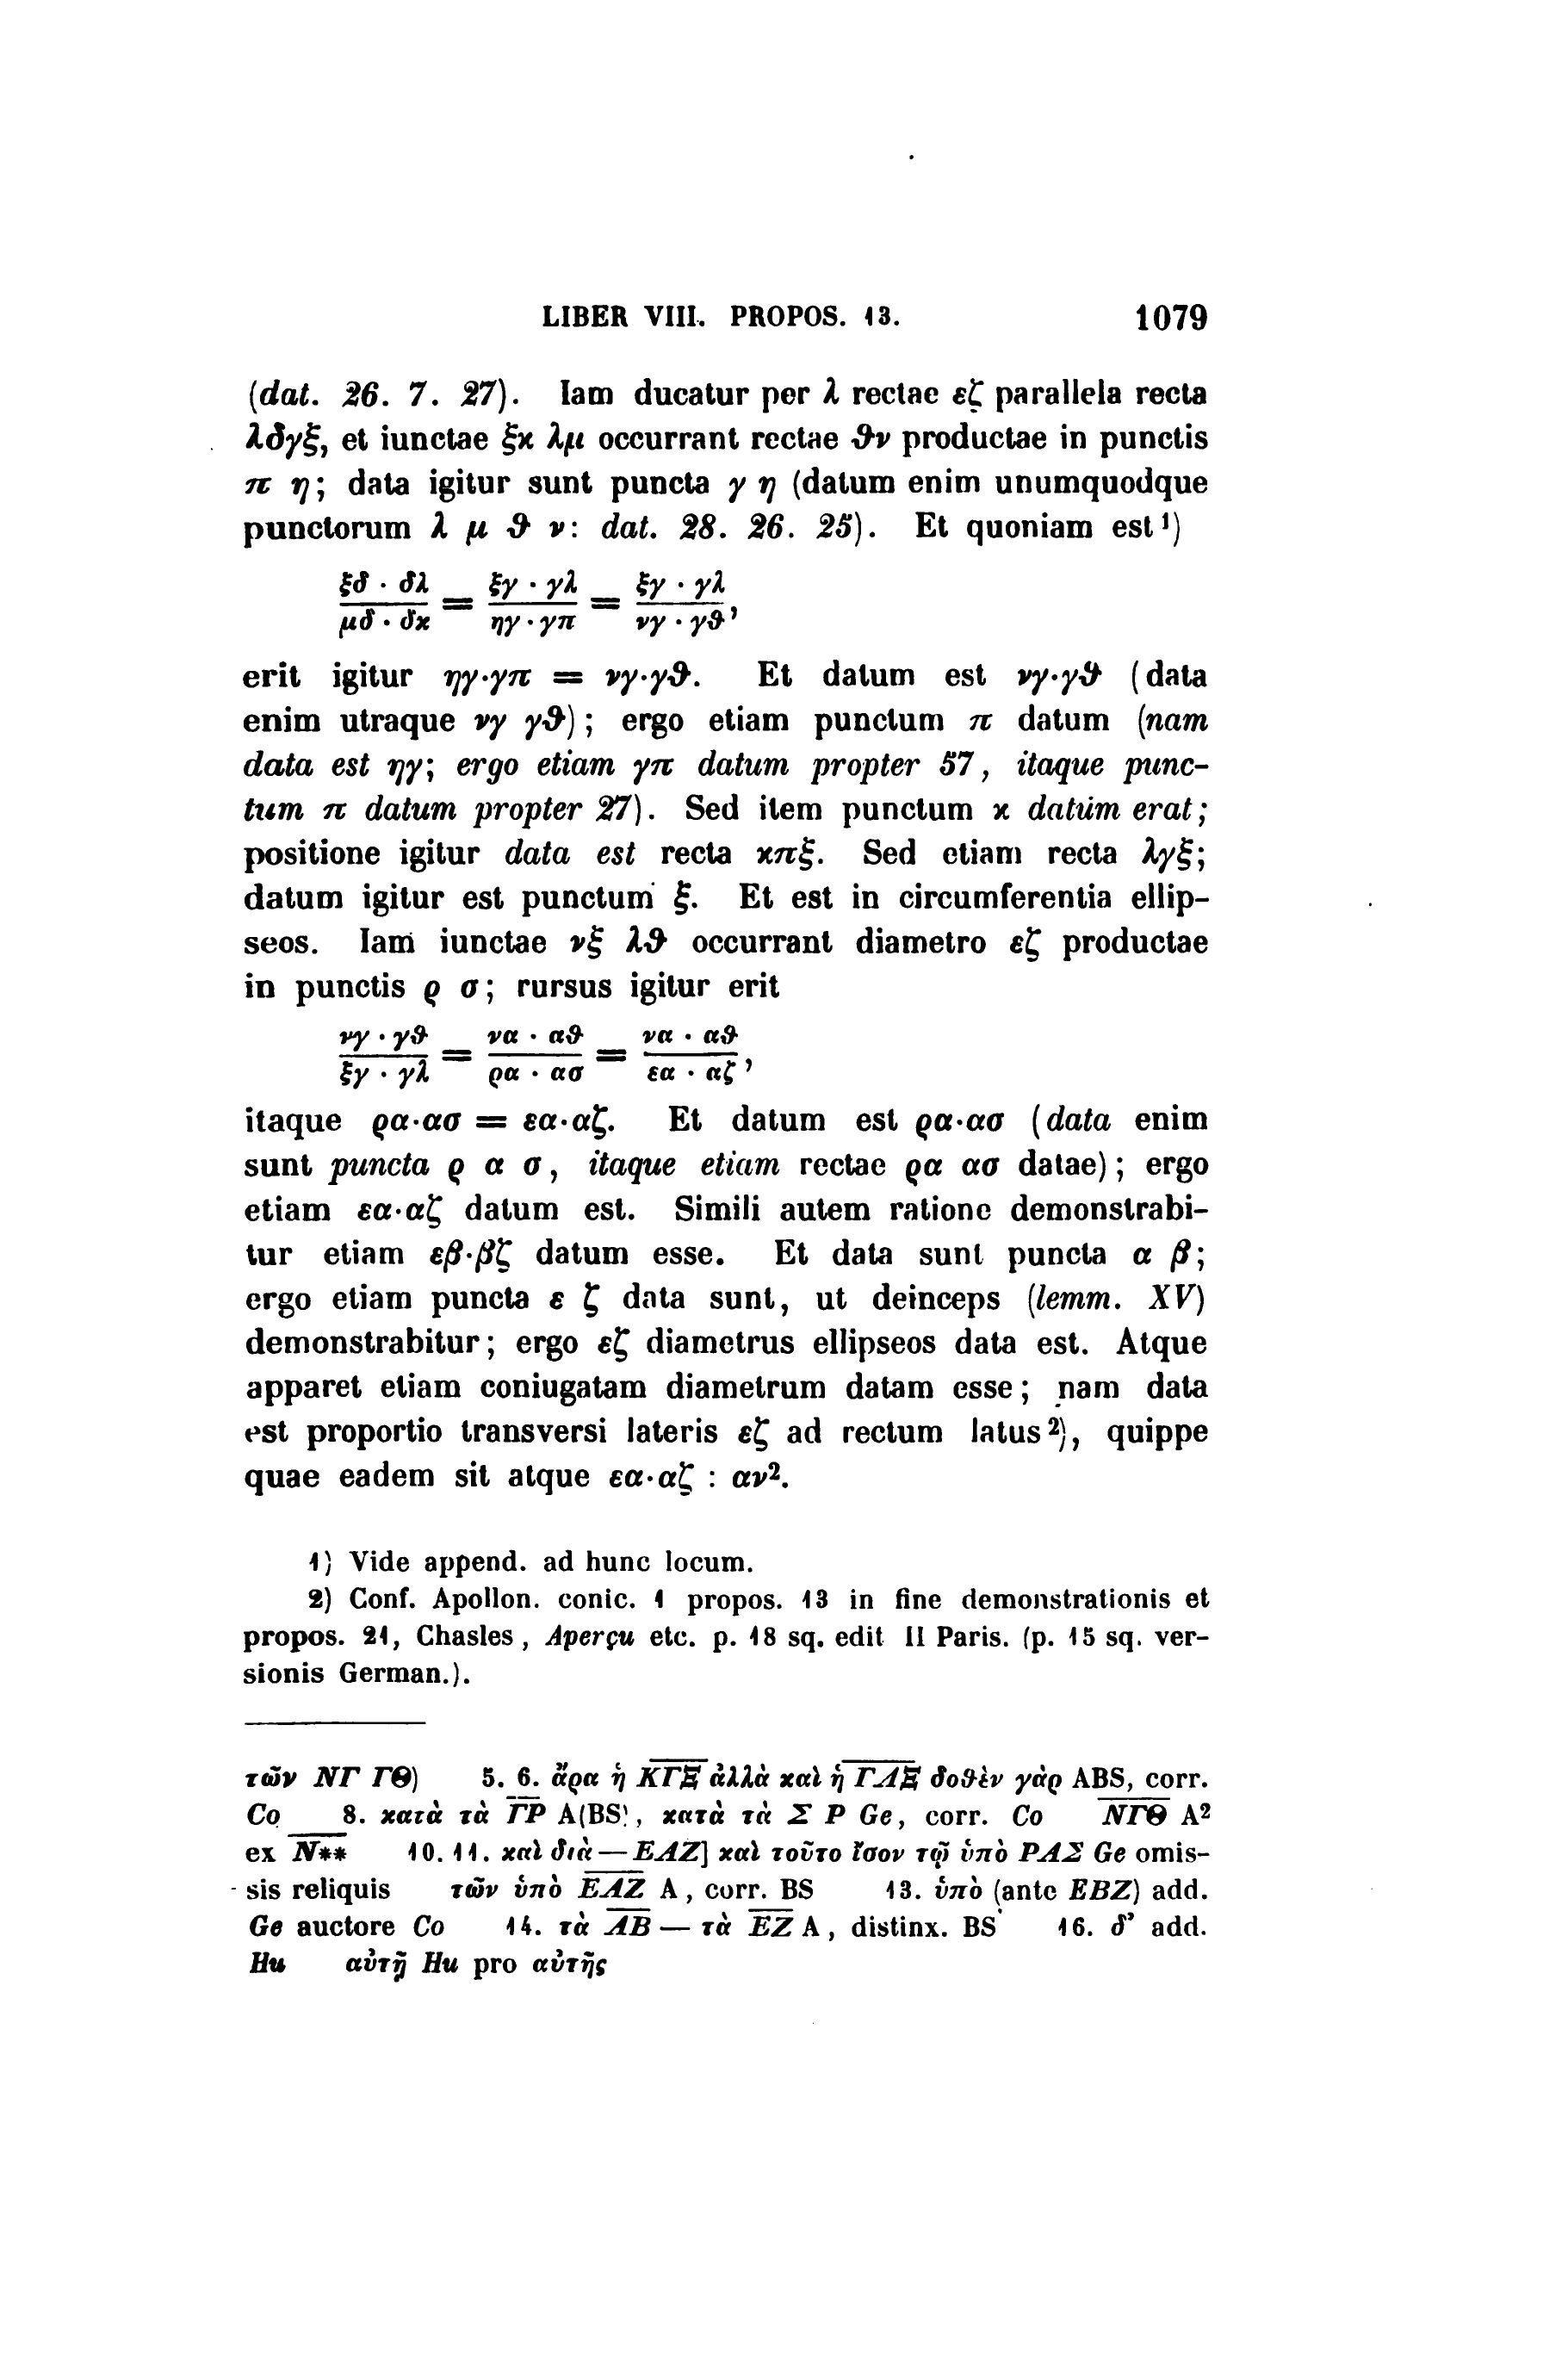 LIBER VIII. PROPOS. 13. 1079
(dat. 26. 7. 27). Iam ducatur per λ rectae εζ parallela recta
λδγξ, et iunctae ξκ λμ occurrant rectae ϑν productae in punctis
π η; data igitur sunt puncta γ η (datum enim unumquodque
punctorum λ μ ϑ ν: dat. 28. 26. 25). Et quoniam est¹)
ξδ · δλ / μδ · δκ = ξγ · γλ / ηγ · γπ = ξγ · γλ / νγ · γϑ,
erit igitur ηγ·γπ = νγ·γϑ. Et datum est νγ·γϑ (data
enim utraque νγ γϑ); ergo etiam punctum π datum (nam
data est ηγ; ergo etiam γπ datum propter 57, itaque punc-
tum π datum propter 27). Sed item punctum κ datum erat;
positione igitur data est recta κπξ. Sed etiam recta λγξ;
datum igitur est punctum ξ. Et est in circumferentia ellip-
seos. Iam iunctae νξ λϑ occurrant diametro εζ productae
in punctis ϱ σ; rursus igitur erit
νγ · γϑ / ξγ · γλ = να · αϑ / ϱα · ασ = να · αϑ / εα · αζ,
itaque ϱα·ασ = εα·αζ. Et datum est ϱα·ασ (data enim
sunt puncta ϱ α σ, itaque etiam rectae ϱα ασ datae); ergo
etiam εα·αζ datum est. Simili autem ratione demonstrabi-
tur etiam εβ·βζ datum esse. Et data sunt puncta α β;
ergo etiam puncta ε ζ data sunt, ut deinceps (lemm. XV)
demonstrabitur; ergo εζ diametrus ellipseos data est. Atque
apparet etiam coniugatam diametrum datam esse; nam data
est proportio transversi lateris εζ ad rectum latus²), quippe
quae eadem sit atque εα·αζ : αν².
1) Vide append. ad hunc locum.
2) Conf. Apollon. conic. 1 propos. 13 in fine demonstrationis et
propos. 21, Chasles, Aperçu etc. p. 18 sq. edit II Paris. (p. 15 sq. ver-
sionis German.).
τῶν ΝΓ ΓΘ) 5. 6. ἄρα ἡ Κ̅Γ̅Ξ̅ ἀλλὰ καὶ ἡ Γ̅Λ̅Ξ̅ δοϑὲν γὰρ ABS, corr.
Co 8. κατὰ τὰ Γ̅Ρ̅ A(BS), κατὰ τὰ Σ Ρ Ge, corr. Co Ν̅Γ̅Θ̅ A²
ex Ν̅*̅*̅ 10. 11. καὶ διὰ — ΕΑΖ] καὶ τοῦτο ἴσον τῷ ὑπὸ ΡΑΣ Ge omis-
sis reliquis τῶν ὑπὸ Ε̅Α̅Ζ̅ A, corr. BS 13. ὑπὸ (ante ΕΒΖ) add.
Ge auctore Co 14. τὰ Α̅Β̅ — τὰ Ε̅Ζ̅ A, distinx. BS 16. δ’ add.
Hu αὐτῇ Hu pro αὐτῆς